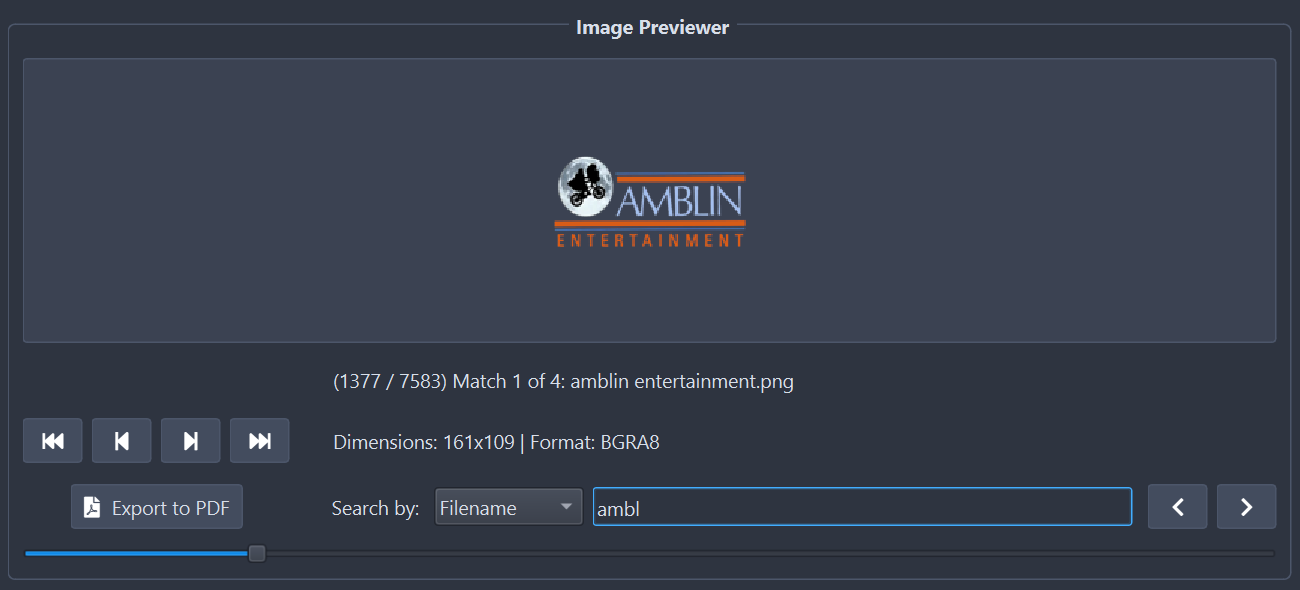 Image Previewer
AMBLIN
ENTERTAINMENT
(1377 / 7583) Match 1 of 4: amblin entertainment.png
Dimensions: 161x109 | Format: BGRA8
Export to PDF
Search by: Filename ambl